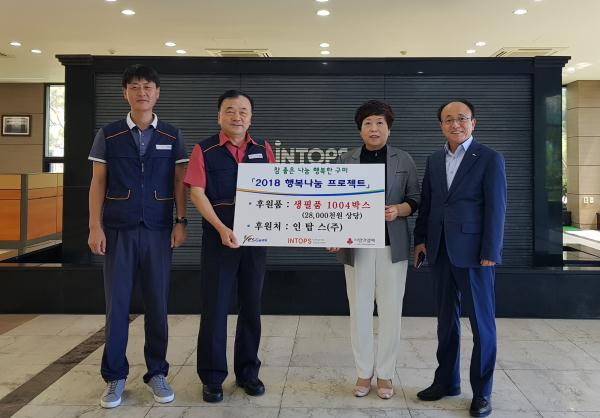 INTOPS
참 좋은 나눔 행복한 구미
「2018 행복나눔 프로젝트」
• 후원품 : 생필품 1004박스
(28,000천원 상당)
• 후원처 : 인 탑 스(주)
INTOPS